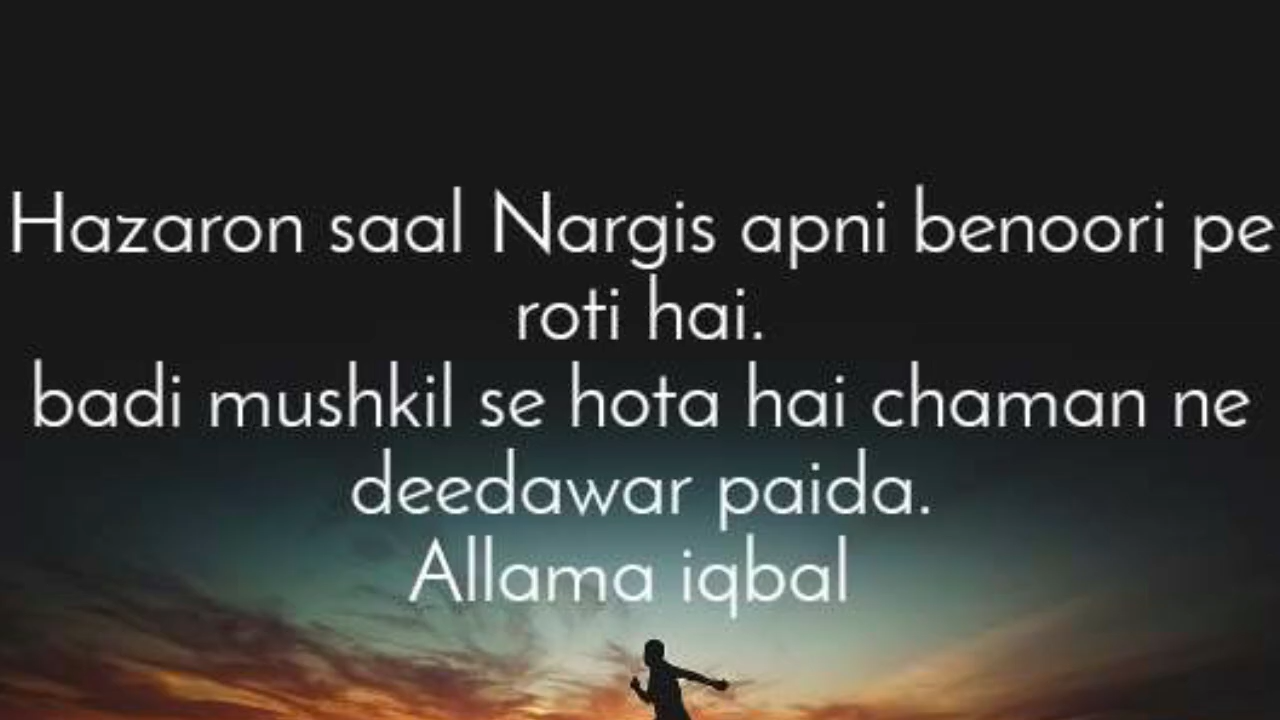 Hazaron saal Nargis apni benoori pe
roti hai.
badi mushkil se hota hai chaman ne
deedawar paida.
Allama iqbal